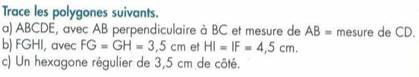 Trace les polygones suivants.
a) ABCDE, avec AB perpendiculaire à BC et mesure de AB = mesure de CD.
b) FGHI, avec FG = GH = 3,5 cm et HI = IF = 4,5 cm.
c) Un hexagone régulier de 3,5 cm de côté.